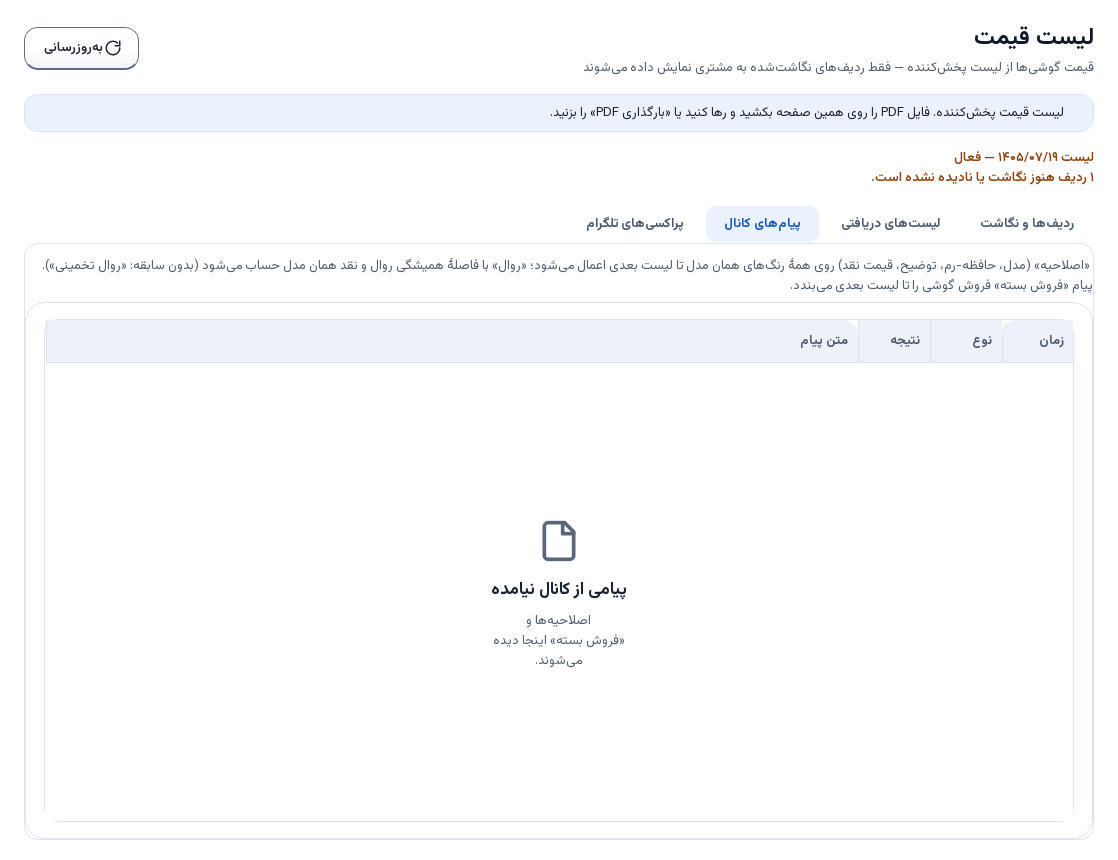 لیست قیمت
قیمت گوشی‌ها از لیست پخش‌کننده — فقط ردیف‌های نگاشت‌شده به مشتری نمایش داده می‌شوند
به‌روزرسانی
لیست قیمت پخش‌کننده. فایل PDF را روی همین صفحه بکشید و رها کنید یا «بارگذاری PDF» را بزنید.
لیست ۱۴۰۵/۰۷/۱۹ — فعال
۱ ردیف هنوز نگاشت یا نادیده نشده است.
ردیف‌ها و نگاشت
لیست‌های دریافتی
پیام‌های کانال
پراکسی‌های تلگرام
«اصلاحیه» (مدل، حافظه-رم، توضیح، قیمت نقد) روی همهٔ رنگ‌های همان مدل تا لیست بعدی اعمال می‌شود؛ «روال» با فاصلهٔ همیشگی روال و نقد همان مدل حساب می‌شود (بدون سابقه: «روال تخمینی»).
پیام «فروش بسته» فروش گوشی را تا لیست بعدی می‌بندد.
زمان
نوع
نتیجه
متن پیام
پیامی از کانال نیامده
اصلاحیه‌ها و
«فروش بسته» اینجا دیده
می‌شوند.